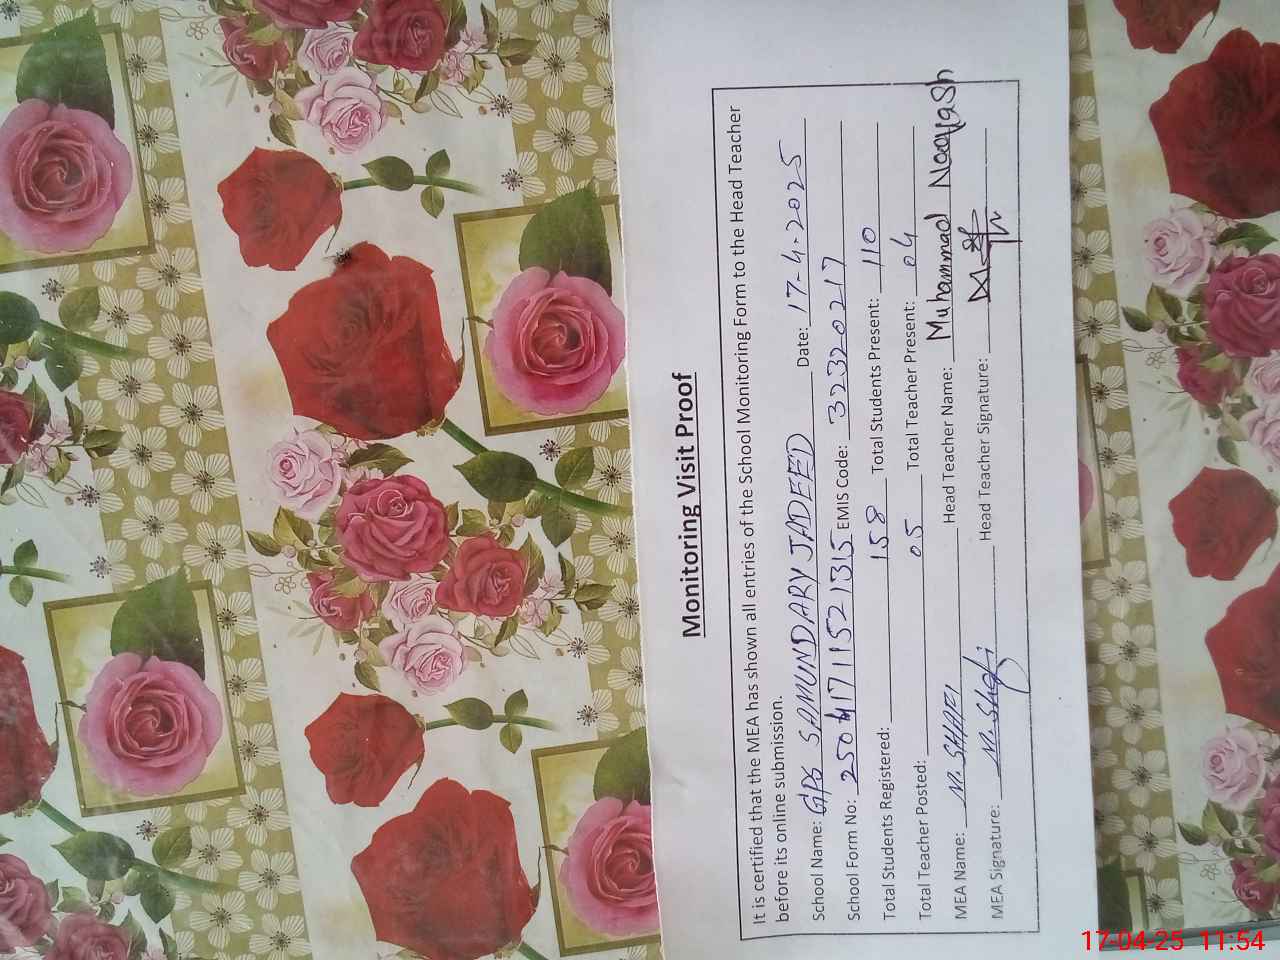 Monitoring Visit Proof
It is certified that the MEA has shown all entries of the School Monitoring Form to the Head Teacher
before its online submission.
School Name: GPS SAMUNDARY JADEED Date: 17-4-2025
School Form No: 25041711521315 EMIS Code: 32320217
Total Students Registered: 158 Total Students Present: 110
Total Teacher Posted: 05 Total Teacher Present: 04
MEA Name: M. SHAFI Head Teacher Name: Muhammad Nooyash
MEA Signature: M. Shafi Head Teacher Signature:
17-04-25 11:54